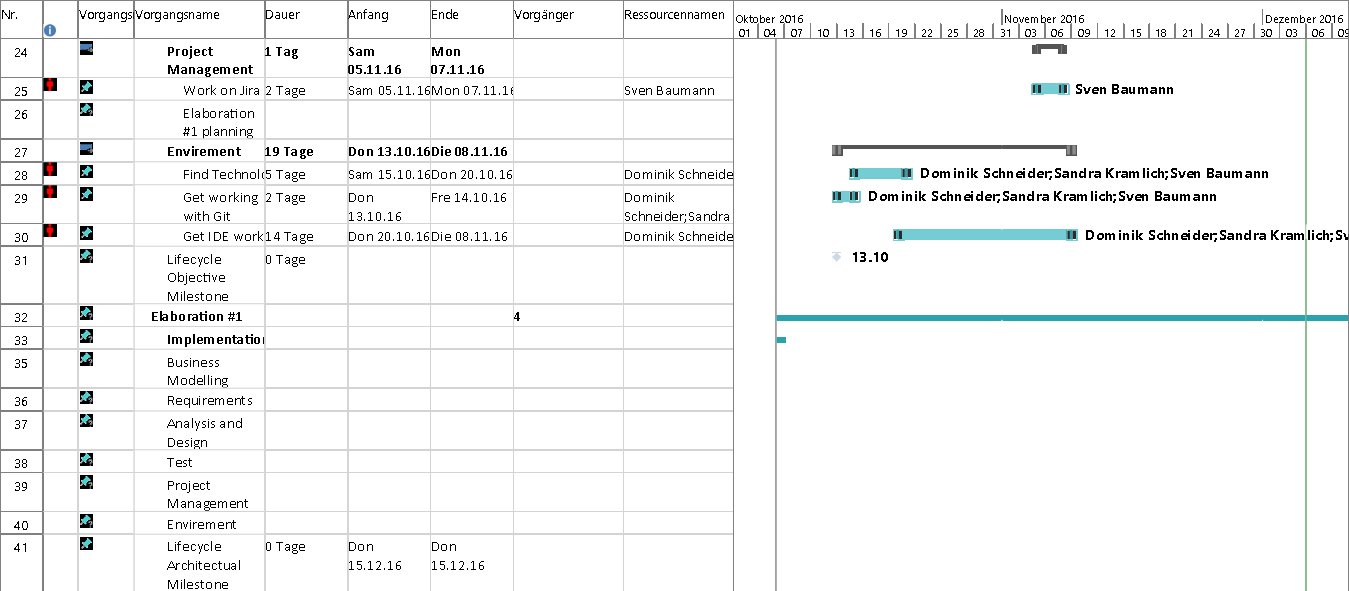 Nr. Vorgangs Vorgangsname Dauer Anfang Ende Vorgänger Ressourcennamen
Oktober 2016 November 2016 Dezember 2016
01 04 07 10 13 16 19 22 25 28 31 03 06 09 12 15 18 21 24 27 30 03 06 09
24 Project 1 Tag Sam Mon
Management 05.11.16 07.11.16
25 Work on Jira 2 Tage Sam 05.11.16 Mon 07.11.16 Sven Baumann Sven Baumann
26 Elaboration
#1 planning
27 Envirement 19 Tage Don 13.10.16 Die 08.11.16
28 Find Technolo 5 Tage Sam 15.10.16 Don 20.10.16 Dominik Schneide Dominik Schneider;Sandra Kramlich;Sven Baumann
29 Get working 2 Tage Don Fre 14.10.16 Dominik Dominik Schneider;Sandra Kramlich;Sven Baumann
with Git 13.10.16 Schneider;Sandra
30 Get IDE work 14 Tage Don 20.10.16 Die 08.11.16 Dominik Schneide Dominik Schneider;Sandra Kramlich;Sv
31 Lifecycle 0 Tage 13.10
Objective
Milestone
32 Elaboration #1 4
33 Implementatio
35 Business
Modelling
36 Requirements
37 Analysis and
Design
38 Test
39 Project
Management
40 Envirement
41 Lifecycle 0 Tage Don Don
Architectual 15.12.16 15.12.16
Milestone